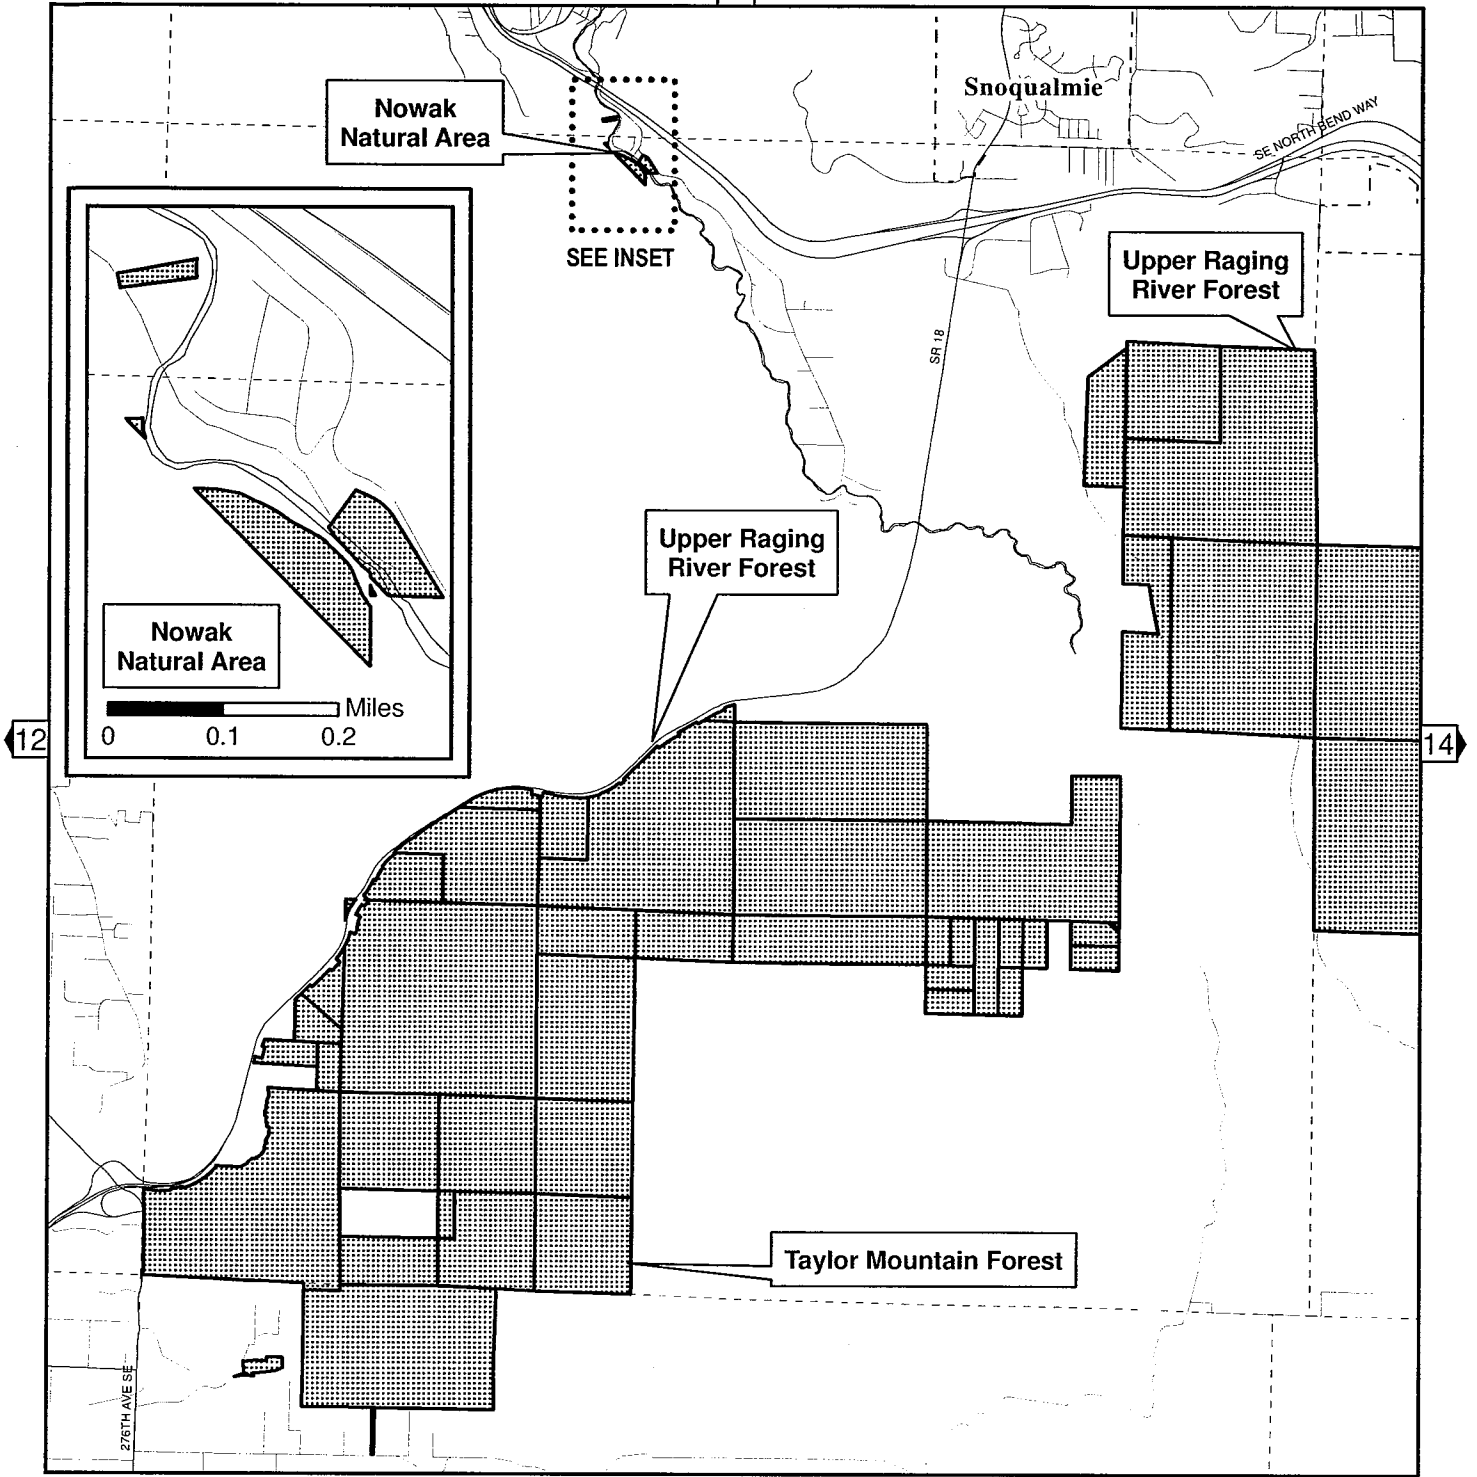 Snoqualmie
Nowak
Natural Area
SE NORTH BEND WAY
SEE INSET
Upper Raging
River Forest
SR 18
Upper Raging
River Forest
Nowak
Natural Area
Miles
0 0.1 0.2
12
14
Taylor Mountain Forest
276TH AVE SE